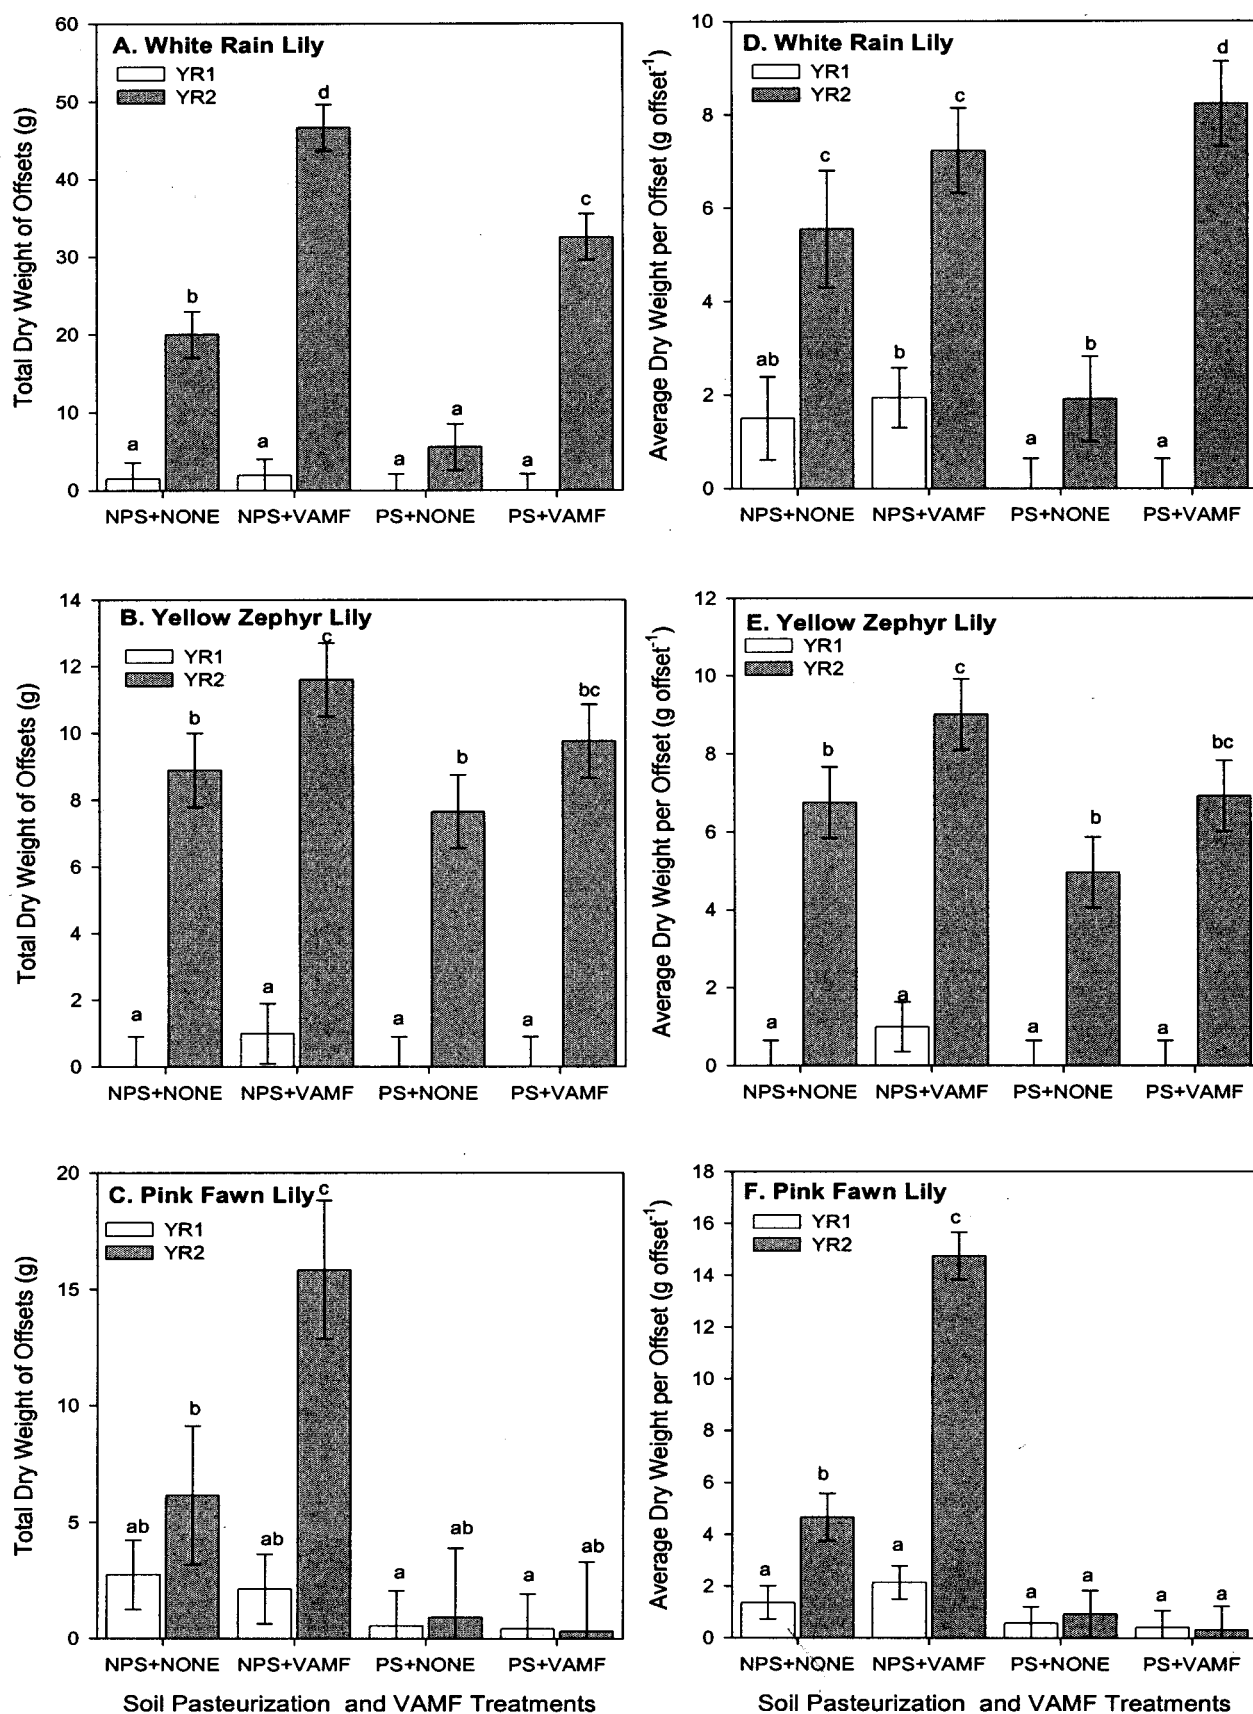 A. White Rain Lily
YR1
YR2
Total Dry Weight of Offsets (g)
60
50
40
30
20
10
0
a
b
a
d
a
a
a
c
NPS+NONE NPS+VAMF PS+NONE PS+VAMF
D. White Rain Lily
YR1
YR2
Average Dry Weight per Offset (g offset⁻¹)
10
8
6
4
2
0
ab
c
b
c
a
b
a
d
NPS+NONE NPS+VAMF PS+NONE PS+VAMF
B. Yellow Zephyr Lily
YR1
YR2
Total Dry Weight of Offsets (g)
14
12
10
8
6
4
2
0
a
b
a
c
a
b
a
bc
NPS+NONE NPS+VAMF PS+NONE PS+VAMF
E. Yellow Zephyr Lily
YR1
YR2
Average Dry Weight per Offset (g offset⁻¹)
12
10
8
6
4
2
0
a
b
a
c
a
b
a
bc
NPS+NONE NPS+VAMF PS+NONE PS+VAMF
C. Pink Fawn Lily
YR1
YR2
Total Dry Weight of Offsets (g)
20
15
10
5
0
ab
b
ab
c
a
ab
a
ab
NPS+NONE NPS+VAMF PS+NONE PS+VAMF
Soil Pasteurization and VAMF Treatments
F. Pink Fawn Lily
YR1
YR2
Average Dry Weight per Offset (g offset⁻¹)
18
16
14
12
10
8
6
4
2
0
a
b
a
c
a
a
a
a
NPS+NONE NPS+VAMF PS+NONE PS+VAMF
Soil Pasteurization and VAMF Treatments